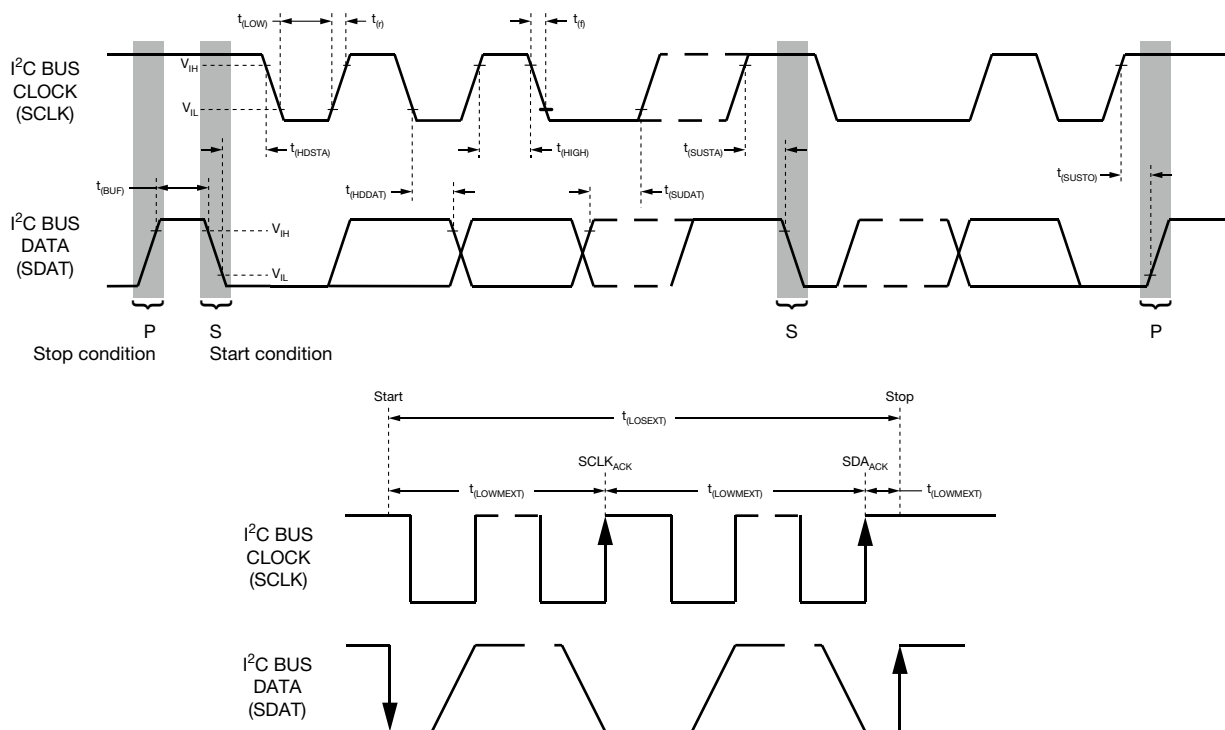 t(LOW)
t(r)
t(f)
I²C BUS
CLOCK
(SCLK)
VIH
VIL
t(HDSTA)
t(HIGH)
t(SUSTA)
t(BUF)
t(HDDAT)
t(SUDAT)
t(SUSTO)
I²C BUS
DATA
(SDAT)
VIH
VIL
P
S
S
P
Stop condition
Start condition
Start
Stop
t(LOSEXT)
SCLKACK
SDAACK
t(LOWMEXT)
t(LOWMEXT)
t(LOWMEXT)
I²C BUS
CLOCK
(SCLK)
I²C BUS
DATA
(SDAT)